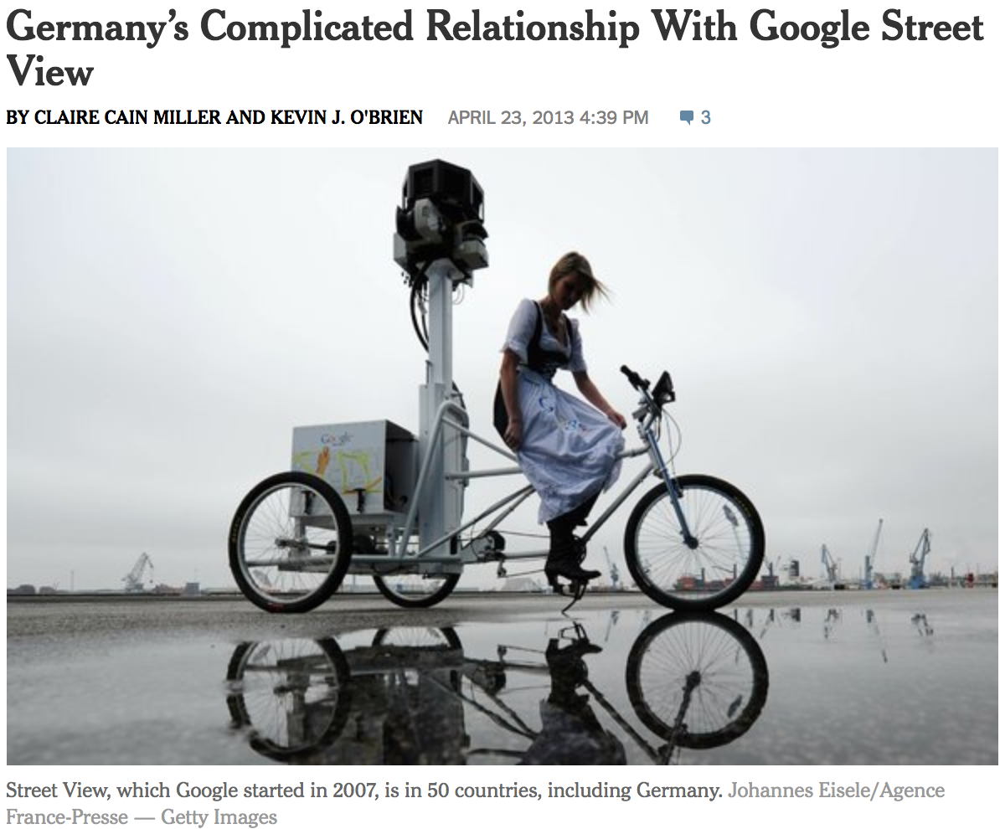 Germany’s Complicated Relationship With Google Street
View
BY CLAIRE CAIN MILLER AND KEVIN J. O'BRIEN APRIL 23, 2013 4:39 PM 3
Google
Street View, which Google started in 2007, is in 50 countries, including Germany. Johannes Eisele/Agence
France-Presse — Getty Images